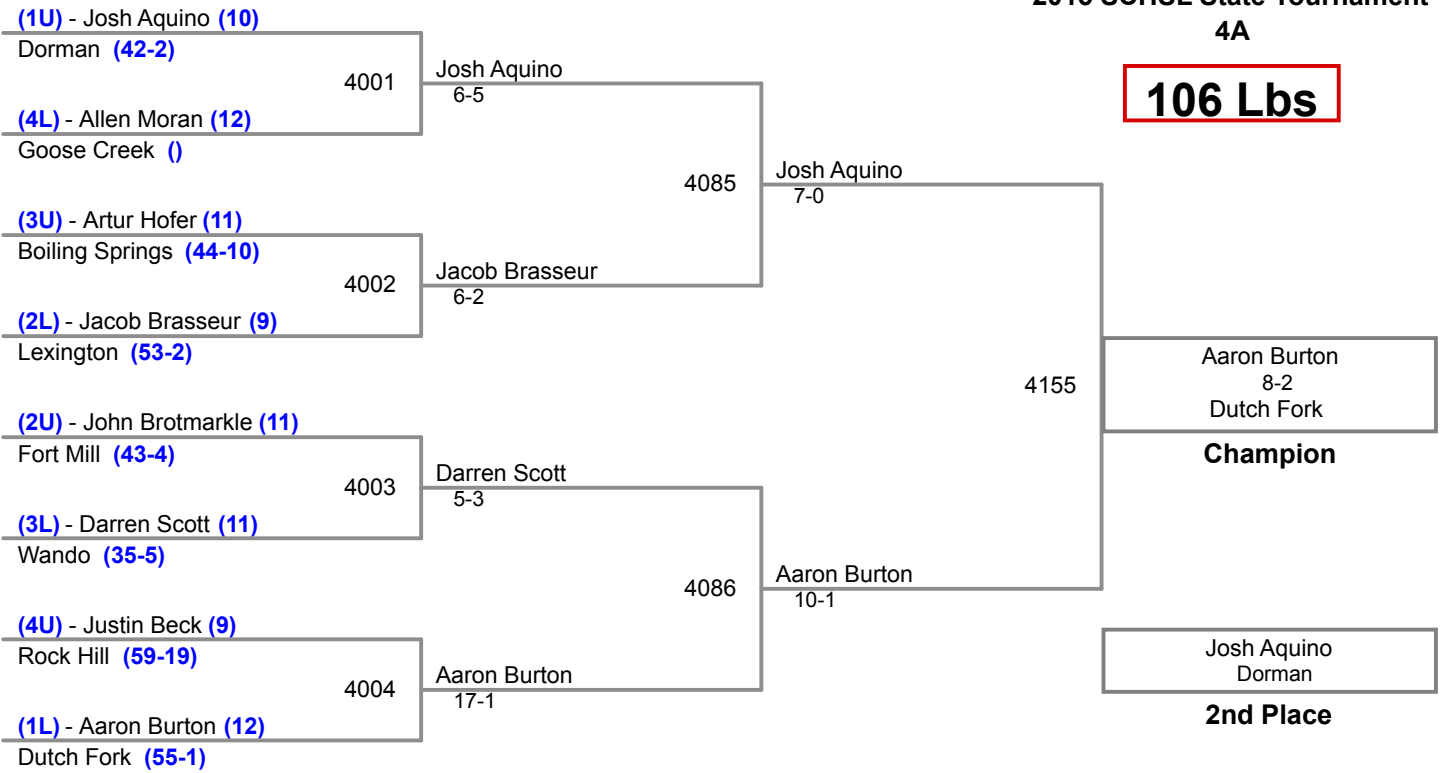 2016 SCHSL State Tournament
4A
106 Lbs
(1U) - Josh Aquino (10)
Dorman (42-2)
4001
Josh Aquino
6-5
(4L) - Allen Moran (12)
Goose Creek ()
4085
Josh Aquino
7-0
(3U) - Artur Hofer (11)
Boiling Springs (44-10)
4002
Jacob Brasseur
6-2
(2L) - Jacob Brasseur (9)
Lexington (53-2)
4155
Aaron Burton
8-2
Dutch Fork
Champion
(2U) - John Brotmarkle (11)
Fort Mill (43-4)
4003
Darren Scott
5-3
(3L) - Darren Scott (11)
Wando (35-5)
4086
Aaron Burton
10-1
(4U) - Justin Beck (9)
Rock Hill (59-19)
4004
Aaron Burton
17-1
(1L) - Aaron Burton (12)
Dutch Fork (55-1)
Josh Aquino
Dorman
2nd Place